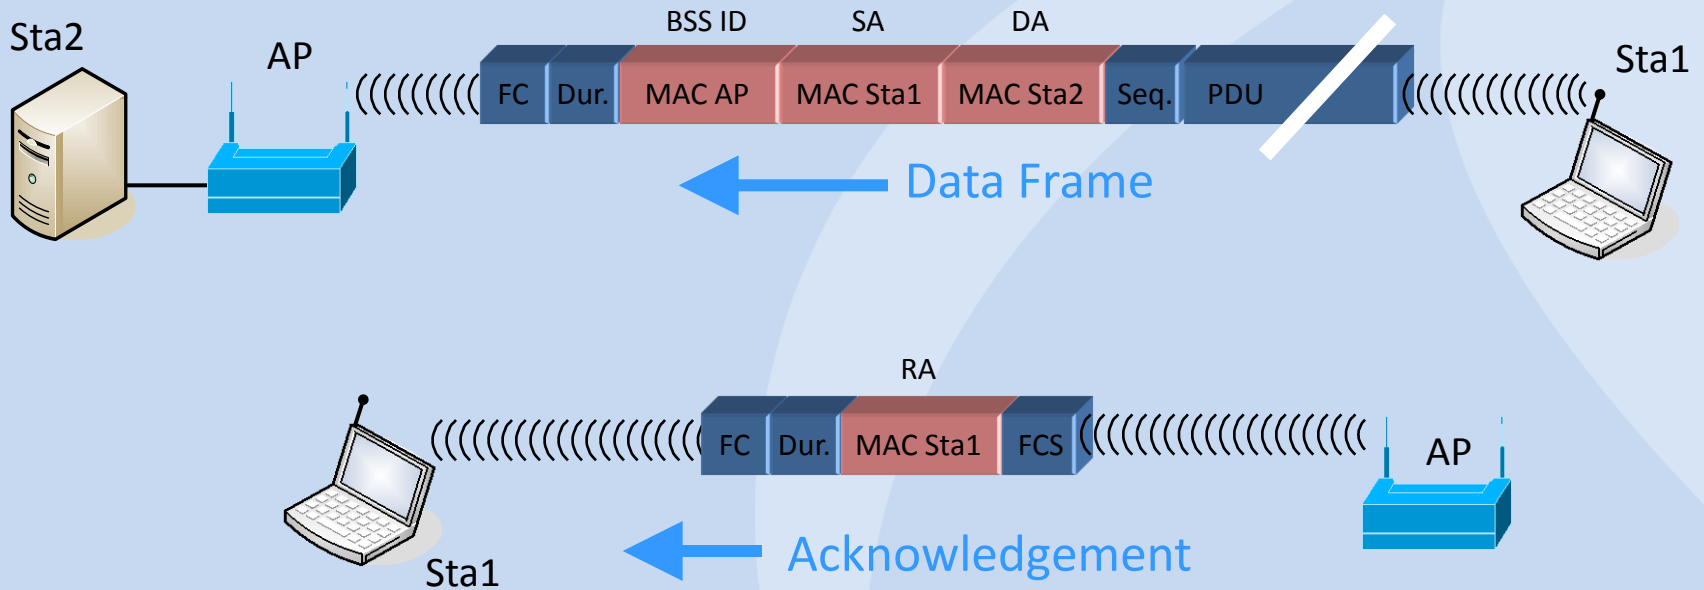 BSS ID SA DA
Sta2
AP
Sta1
FC Dur. MAC AP MAC Sta1 MAC Sta2 Seq. PDU
Data Frame
RA
FC Dur. MAC Sta1 FCS
AP
Acknowledgement
Sta1